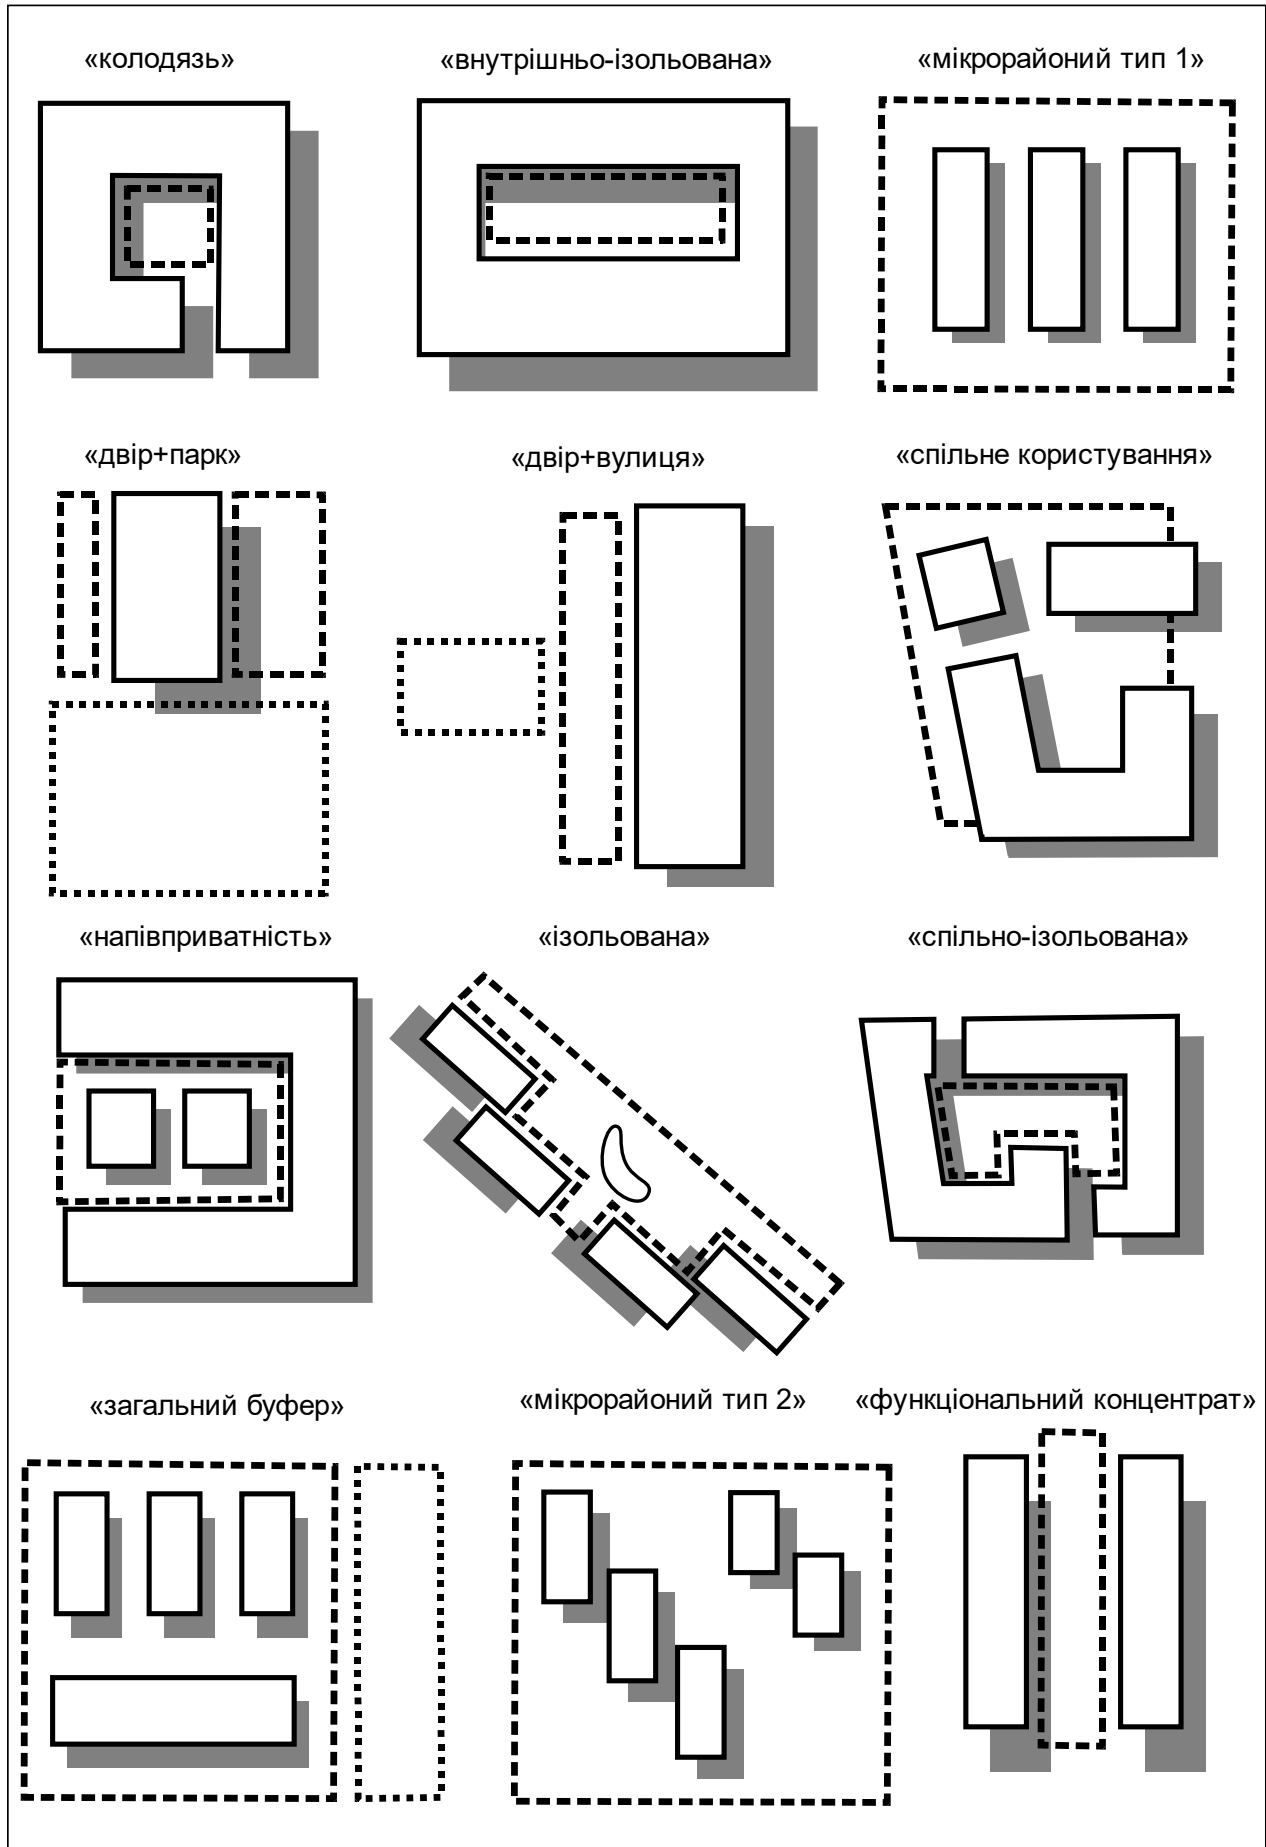 «колодязь»
«внутрішньо-ізольована»
«мікрорайоний тип 1»
«двір+парк»
«двір+вулиця»
«спільне користування»
«напівприватність»
«ізольована»
«спільно-ізольована»
«загальний буфер»
«мікрорайоний тип 2»
«функціональний концентрат»